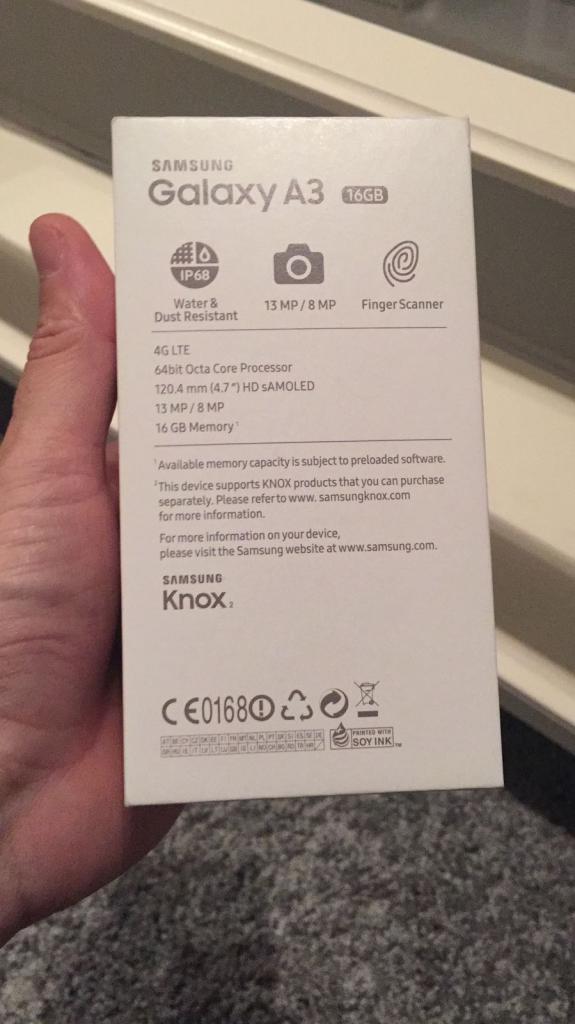 SAMSUNG
Galaxy A3 16GB
IP68
Water &
Dust Resistant
13 MP / 8 MP
Finger Scanner
4G LTE
64bit Octa Core Processor
120.4 mm (4.7") HD sAMOLED
13 MP / 8 MP
16 GB Memory¹
¹Available memory capacity is subject to preloaded software.
²This device supports KNOX products that you can purchase
separately. Please refer to www. samsungknox.com
for more information.
For more information on your device,
please visit the Samsung website at www.samsung.com.
SAMSUNG
Knox 2
CE0168
PRINTED WITH
SOY INK TM